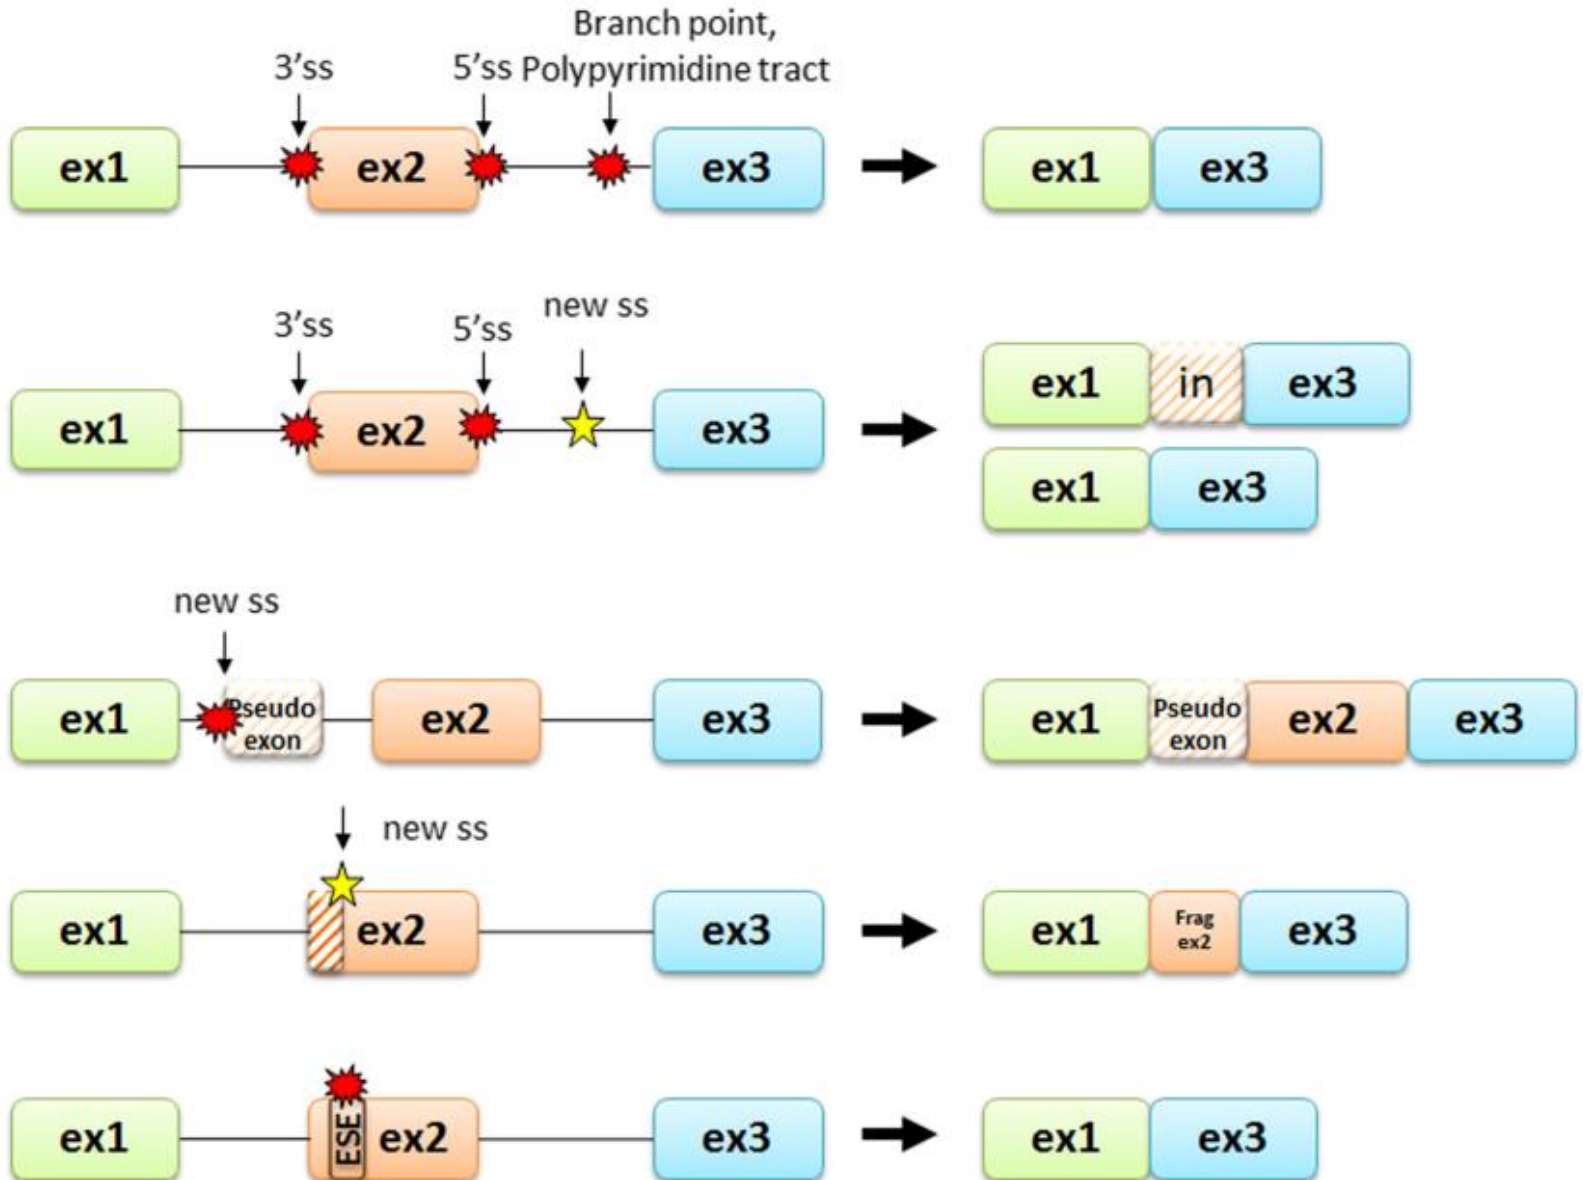 Branch point,
3'ss 5'ss Polypyrimidine tract
ex1 ex2 ex3 ex1 ex3
new ss
3'ss 5'ss
ex1 in ex3
ex1 ex2 ex3
ex1 ex3
new ss
ex1 Pseudo exon ex2 ex3 ex1 Pseudo exon ex2 ex3
new ss
ex1 ex2 ex3 ex1 Frag ex2 ex3
ex1 ESE ex2 ex3 ex1 ex3